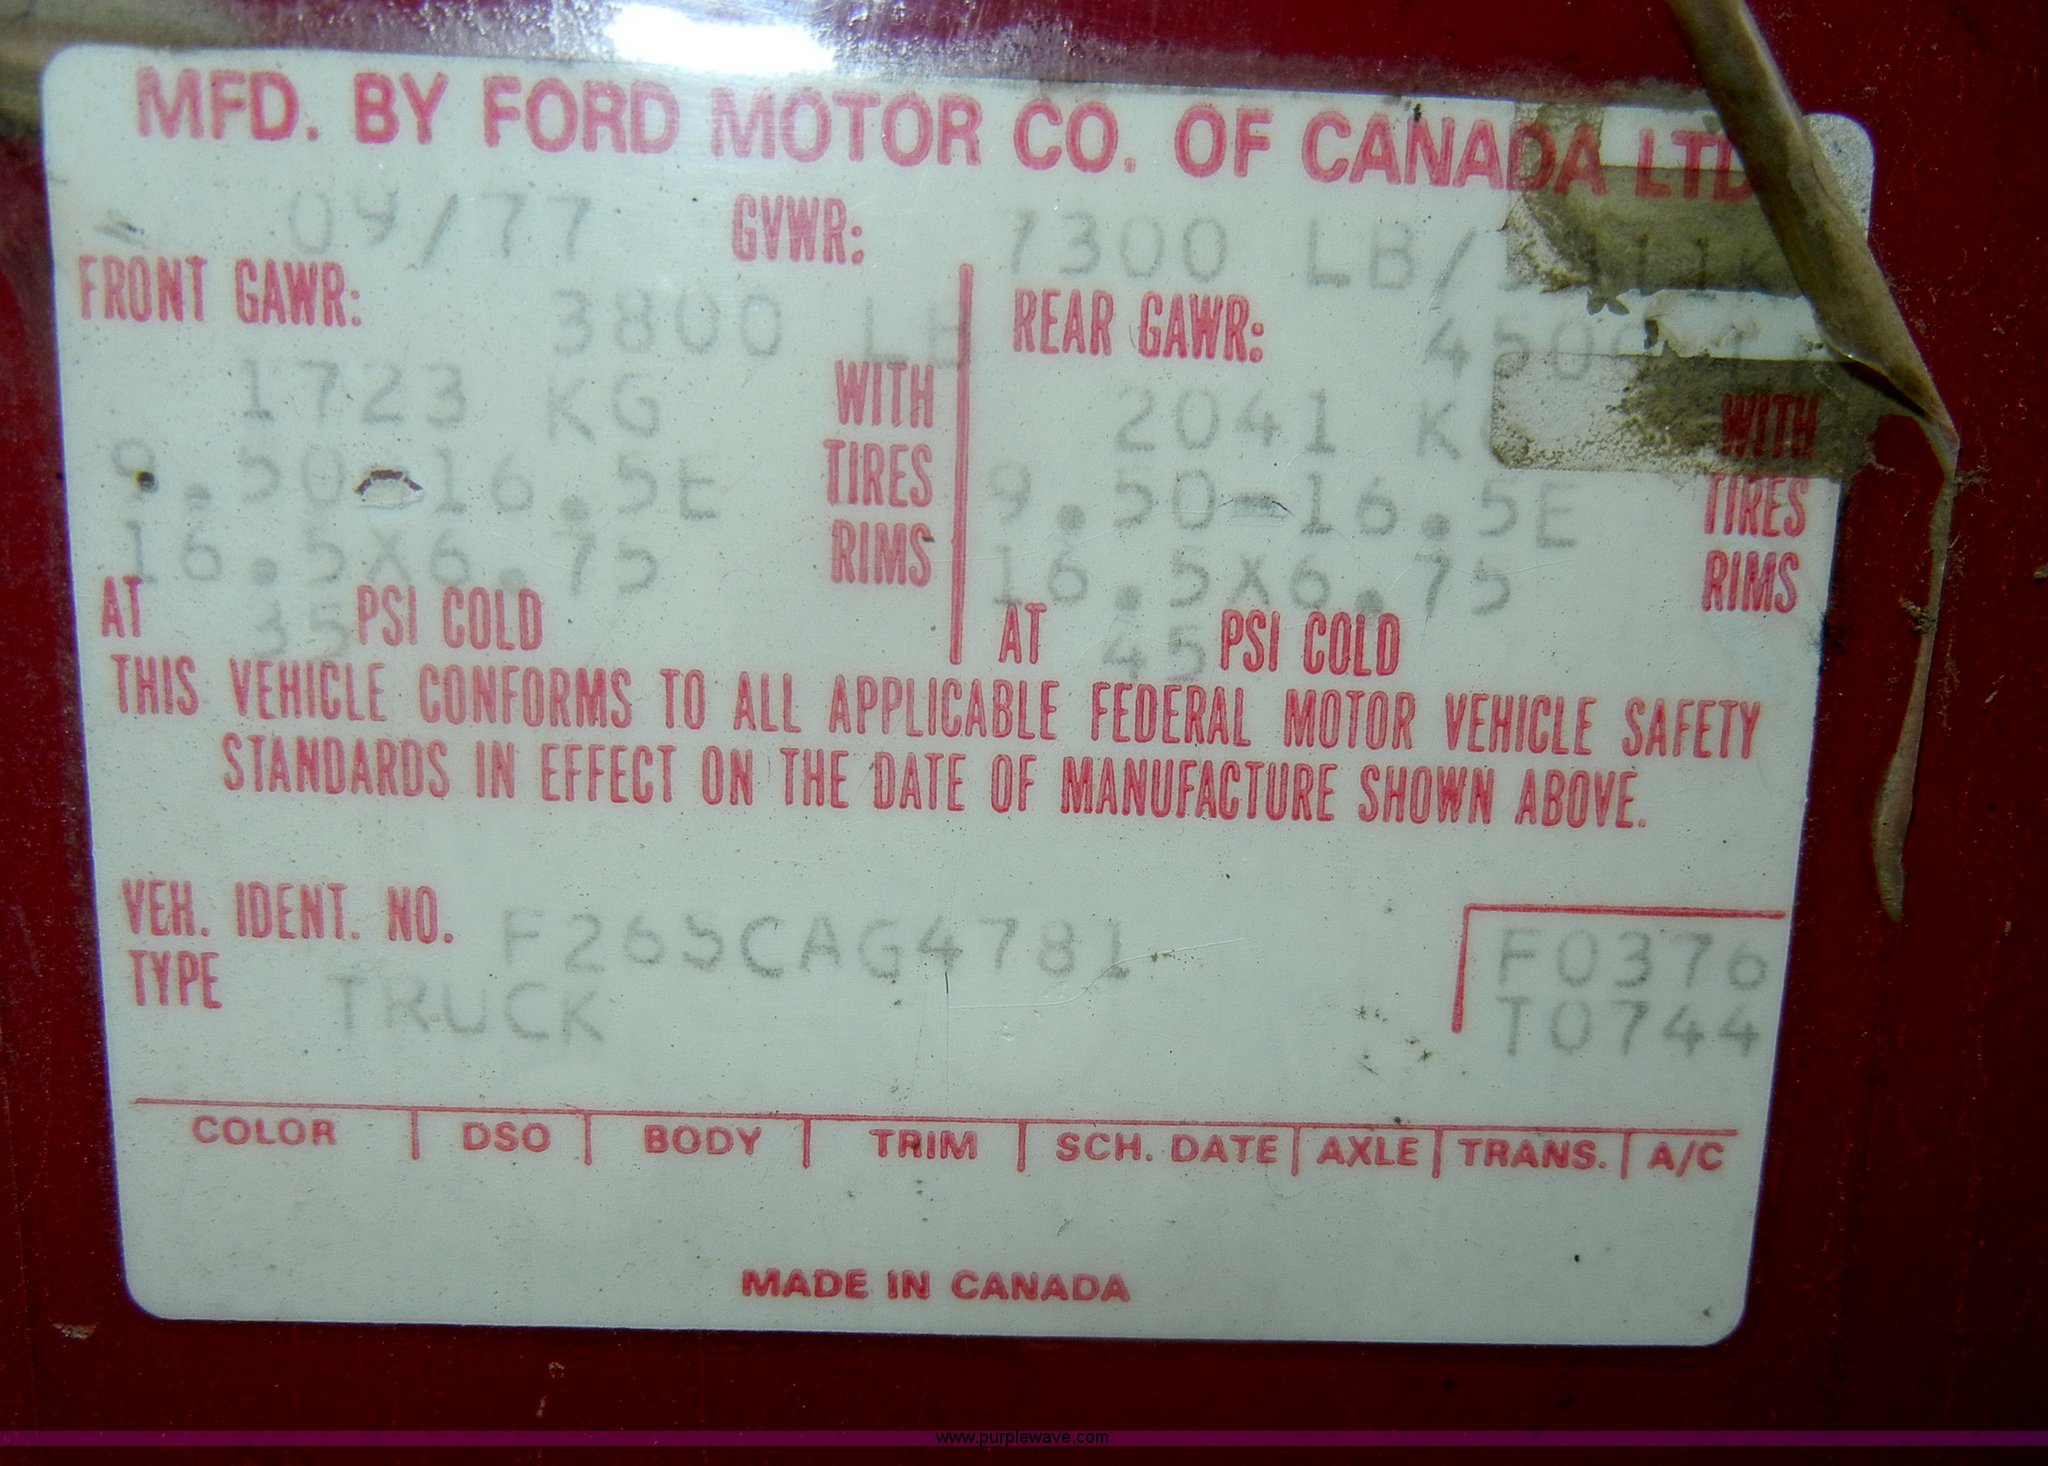 MFD. BY FORD MOTOR CO. OF CANADA LTD
04/77 GVWR: 7300 LB/3311K
FRONT GAWR: 3800 LB REAR GAWR: 4500
1723 KG WITH 2041 K WITH
9.50-16.5E TIRES 9.50-16.5E TIRES
16.5X6.75 RIMS 16.5X6.75 RIMS
AT 35 PSI COLD AT 45 PSI COLD
THIS VEHICLE CONFORMS TO ALL APPLICABLE FEDERAL MOTOR VEHICLE SAFETY
STANDARDS IN EFFECT ON THE DATE OF MANUFACTURE SHOWN ABOVE.
VEH. IDENT. NO. F265CAG4781 F0376
TYPE TRUCK T0744
COLOR DSO BODY TRIM SCH. DATE AXLE TRANS. A/C
MADE IN CANADA
www.purplewave.com